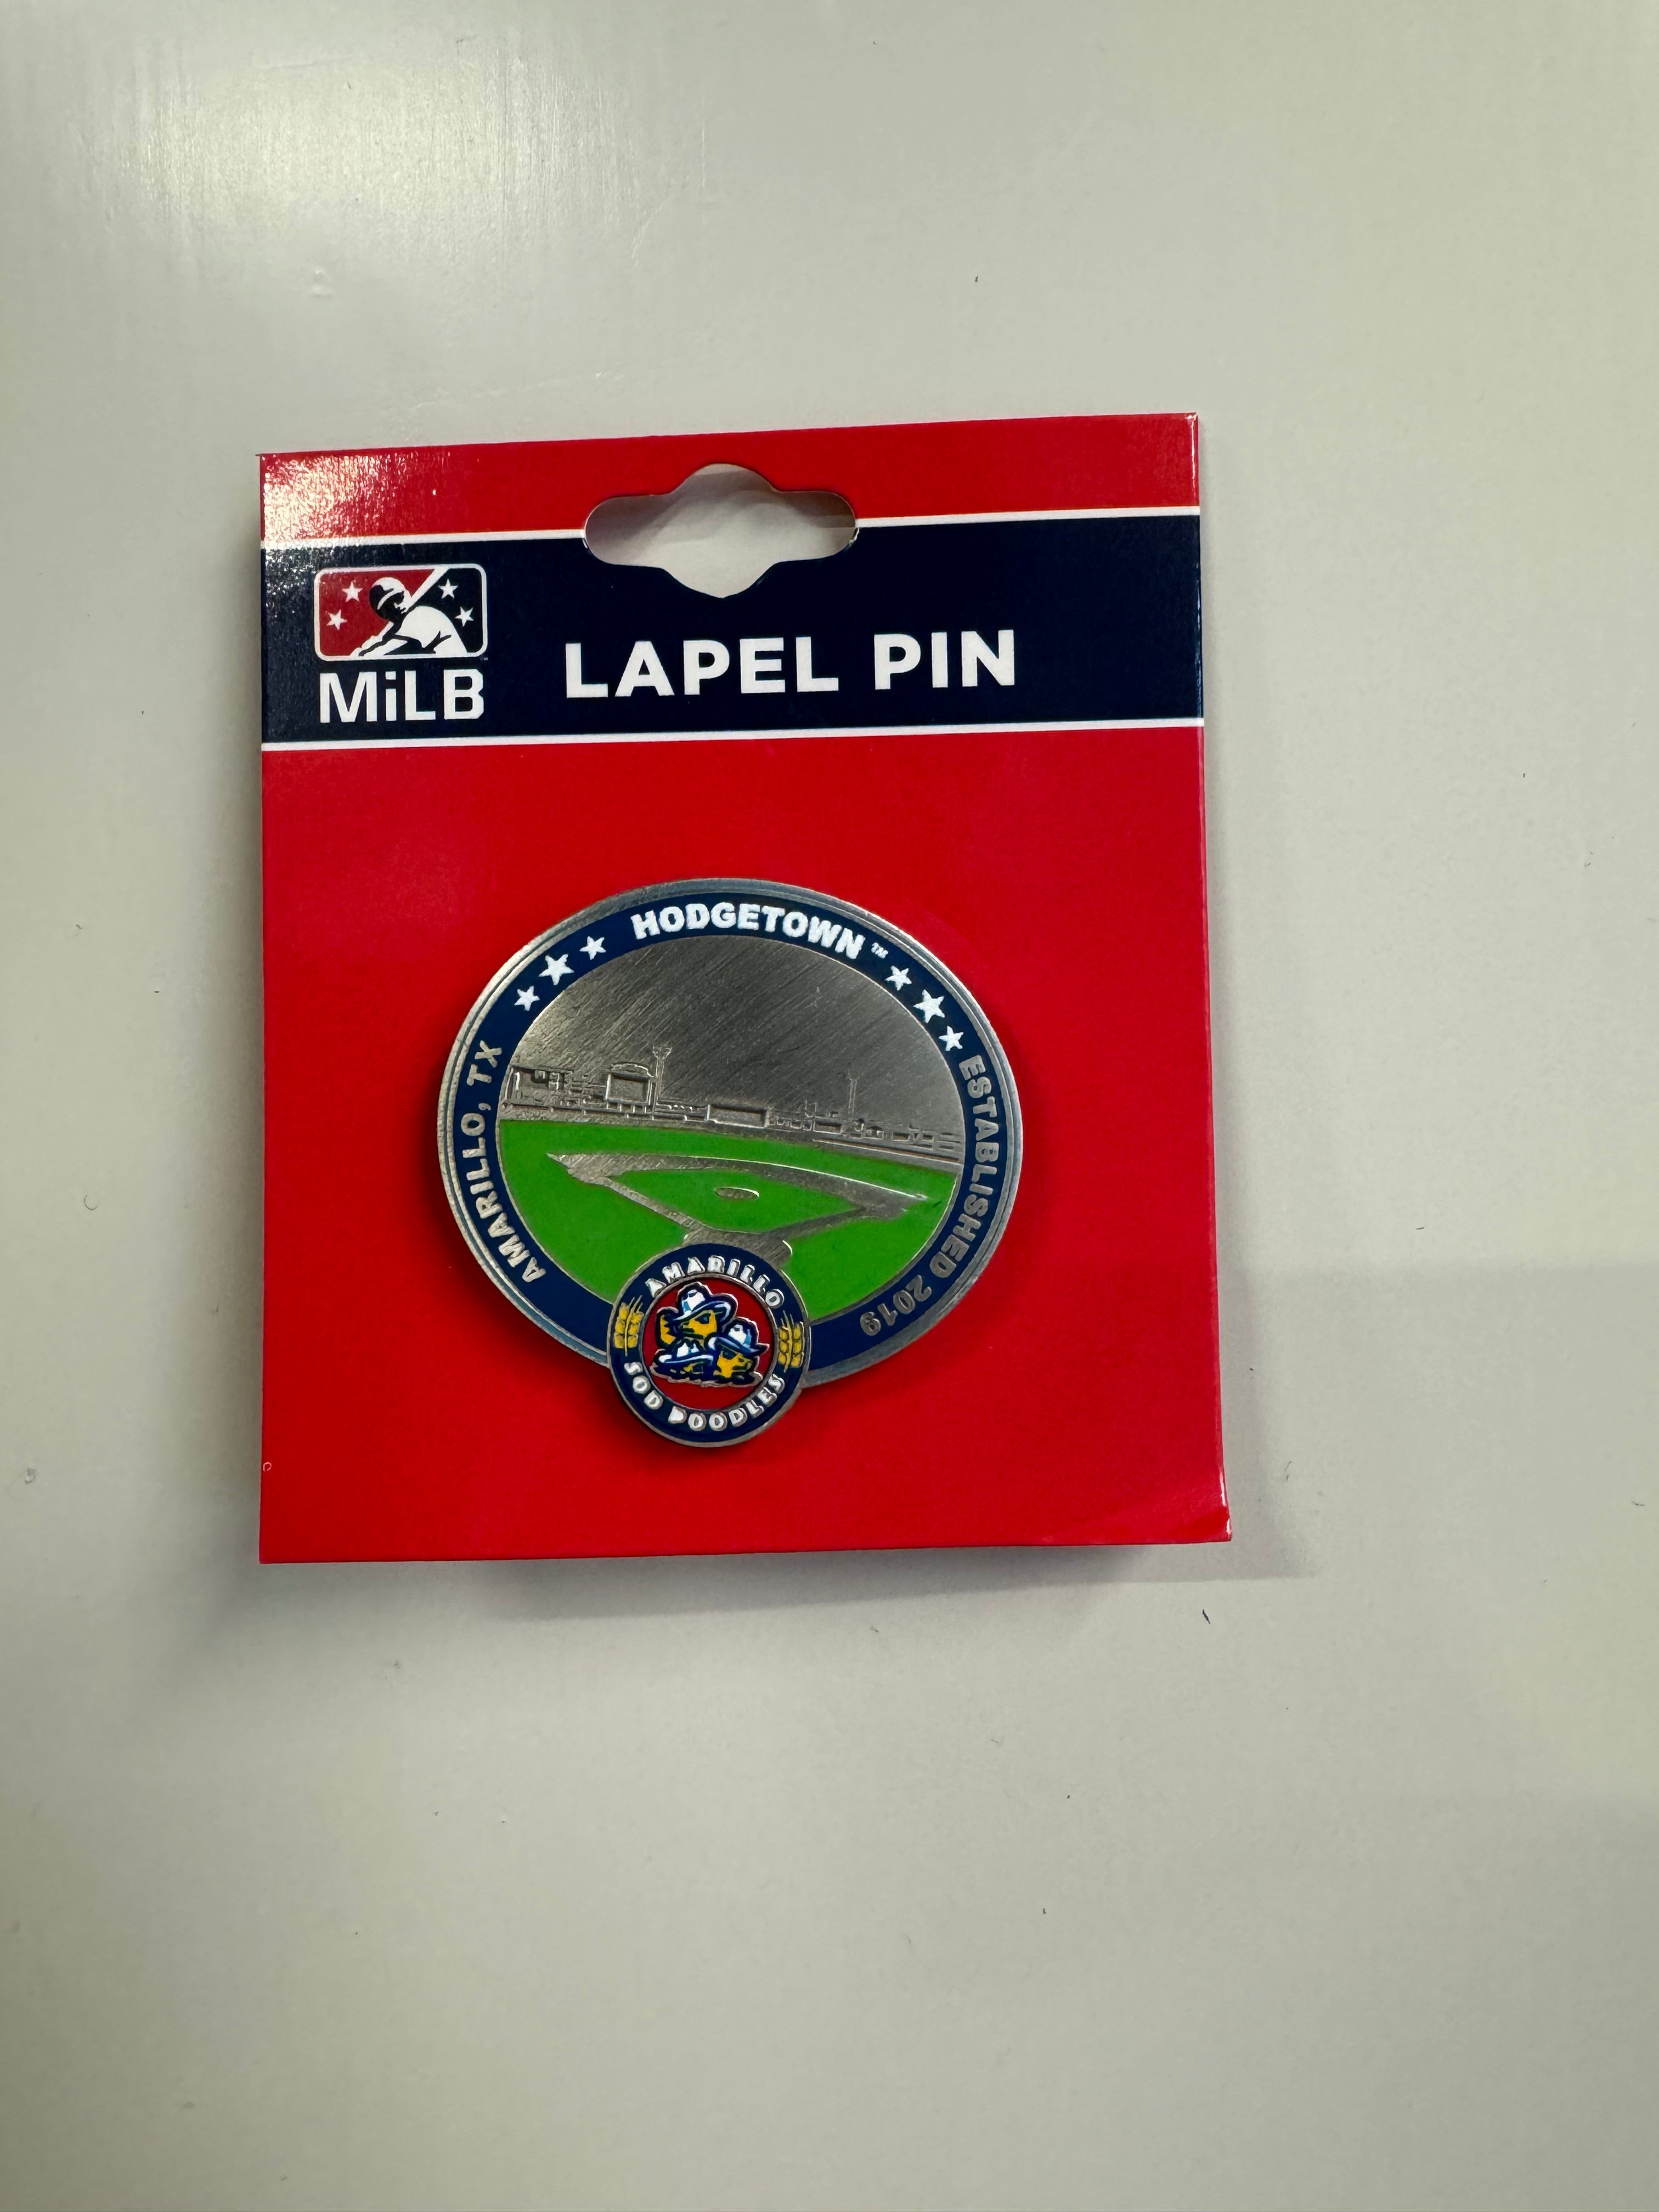 MiLB
LAPEL PIN
HODGETOWN™
AMARILLO, TX
ESTABLISHED 2019
AMARILLO
SOD POODLES